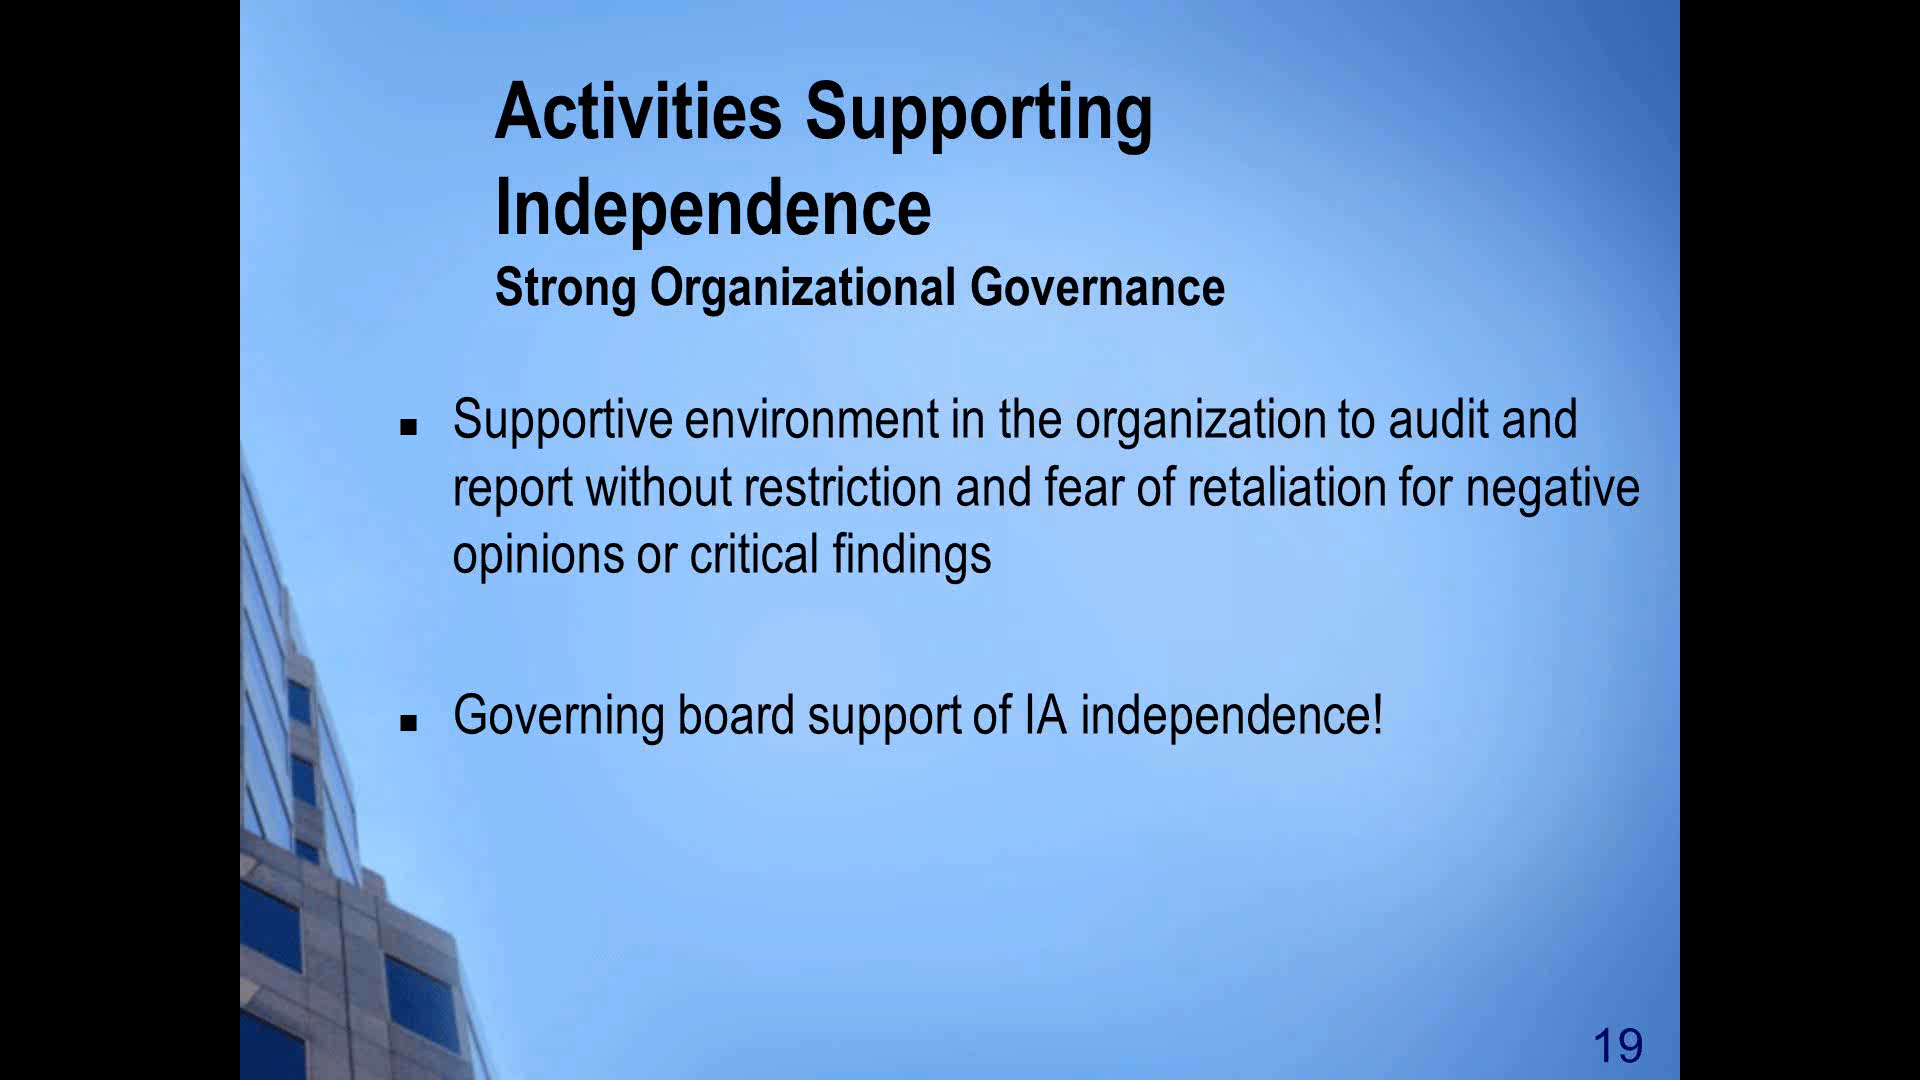 Activities Supporting
Independence
Strong Organizational Governance
■ Supportive environment in the organization to audit and
report without restriction and fear of retaliation for negative
opinions or critical findings
■ Governing board support of IA independence!
19